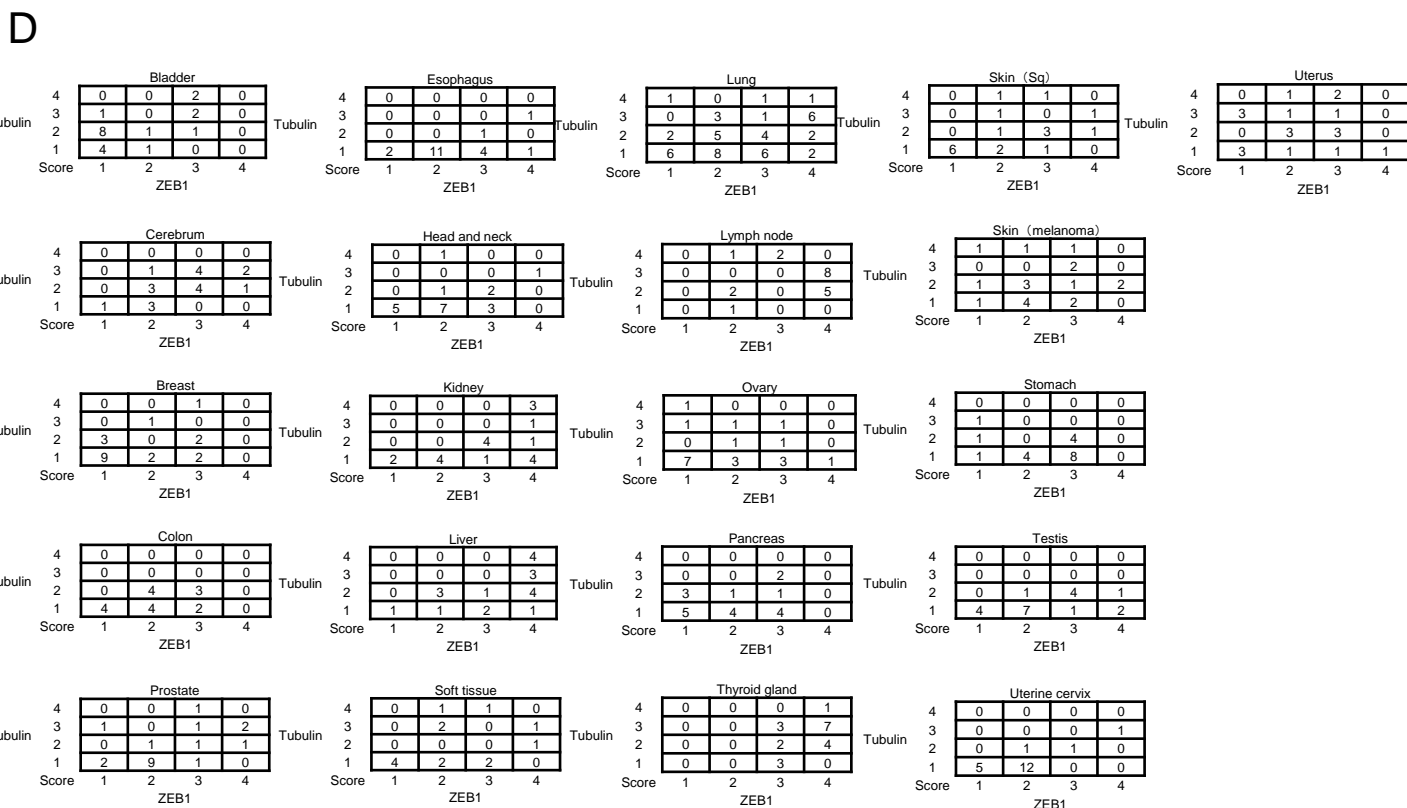 D
Bladder
4 0 0 2 0
3 1 0 2 0
ubulin
2 8 1 1 0
1 4 1 0 0
Score 1 2 3 4
ZEB1
Esophagus
4 0 0 0 0
3 0 0 0 1
Tubulin
2 0 0 1 0
1 2 11 4 1
Score 1 2 3 4
ZEB1
Lung
4 1 0 1 1
3 0 3 1 6
Tubulin
2 2 5 4 2
1 6 8 6 2
Score 1 2 3 4
ZEB1
Skin（Sq）
4 0 1 1 0
3 0 1 0 1
Tubulin
2 0 1 3 1
1 6 2 1 0
Score 1 2 3 4
ZEB1
Uterus
4 0 1 2 0
3 3 1 1 0
Tubulin
2 0 3 3 0
1 3 1 1 1
Score 1 2 3 4
ZEB1
Cerebrum
4 0 0 0 0
3 0 1 4 2
ubulin
2 0 3 4 1
1 1 3 0 0
Score 1 2 3 4
ZEB1
Head and neck
4 0 1 0 0
3 0 0 0 1
Tubulin
2 0 1 2 0
1 5 7 3 0
Score 1 2 3 4
ZEB1
Lymph node
4 0 1 2 0
3 0 0 0 8
Tubulin
2 0 2 0 5
1 0 1 0 0
Score 1 2 3 4
ZEB1
Skin（melanoma）
4 1 1 1 0
3 0 0 2 0
Tubulin
2 1 3 1 2
1 1 4 2 0
Score 1 2 3 4
ZEB1
Breast
4 0 0 1 0
3 0 1 0 0
ubulin
2 3 0 2 0
1 9 2 2 0
Score 1 2 3 4
ZEB1
Kidney
4 0 0 0 3
3 0 0 0 1
Tubulin
2 0 0 4 1
1 2 4 1 4
Score 1 2 3 4
ZEB1
Ovary
4 1 0 0 0
3 1 1 1 0
Tubulin
2 0 1 1 0
1 7 3 3 1
Score 1 2 3 4
ZEB1
Stomach
4 0 0 0 0
3 1 0 0 0
Tubulin
2 1 0 4 0
1 1 4 8 0
Score 1 2 3 4
ZEB1
Colon
4 0 0 0 0
3 0 0 0 0
ubulin
2 0 4 3 0
1 4 4 2 0
Score 1 2 3 4
ZEB1
Liver
4 0 0 0 4
3 0 0 0 3
Tubulin
2 0 3 1 4
1 1 1 2 1
Score 1 2 3 4
ZEB1
Pancreas
4 0 0 0 0
3 0 0 2 0
Tubulin
2 3 1 1 0
1 5 4 4 0
Score 1 2 3 4
ZEB1
Testis
4 0 0 0 0
3 0 0 0 0
Tubulin
2 0 1 4 1
1 4 7 1 2
Score 1 2 3 4
ZEB1
Prostate
4 0 0 1 0
3 1 0 1 2
ubulin
2 0 1 1 1
1 2 9 1 0
Score 1 2 3 4
ZEB1
Soft tissue
4 0 1 1 0
3 0 2 0 1
Tubulin
2 0 0 0 1
1 4 2 2 0
Score 1 2 3 4
ZEB1
Thyroid gland
4 0 0 0 1
3 0 0 3 7
Tubulin
2 0 0 2 4
1 0 0 3 0
Score 1 2 3 4
ZEB1
Uterine cervix
4 0 0 0 0
3 0 0 0 1
Tubulin
2 0 1 1 0
1 5 12 0 0
Score 1 2 3 4
ZEB1